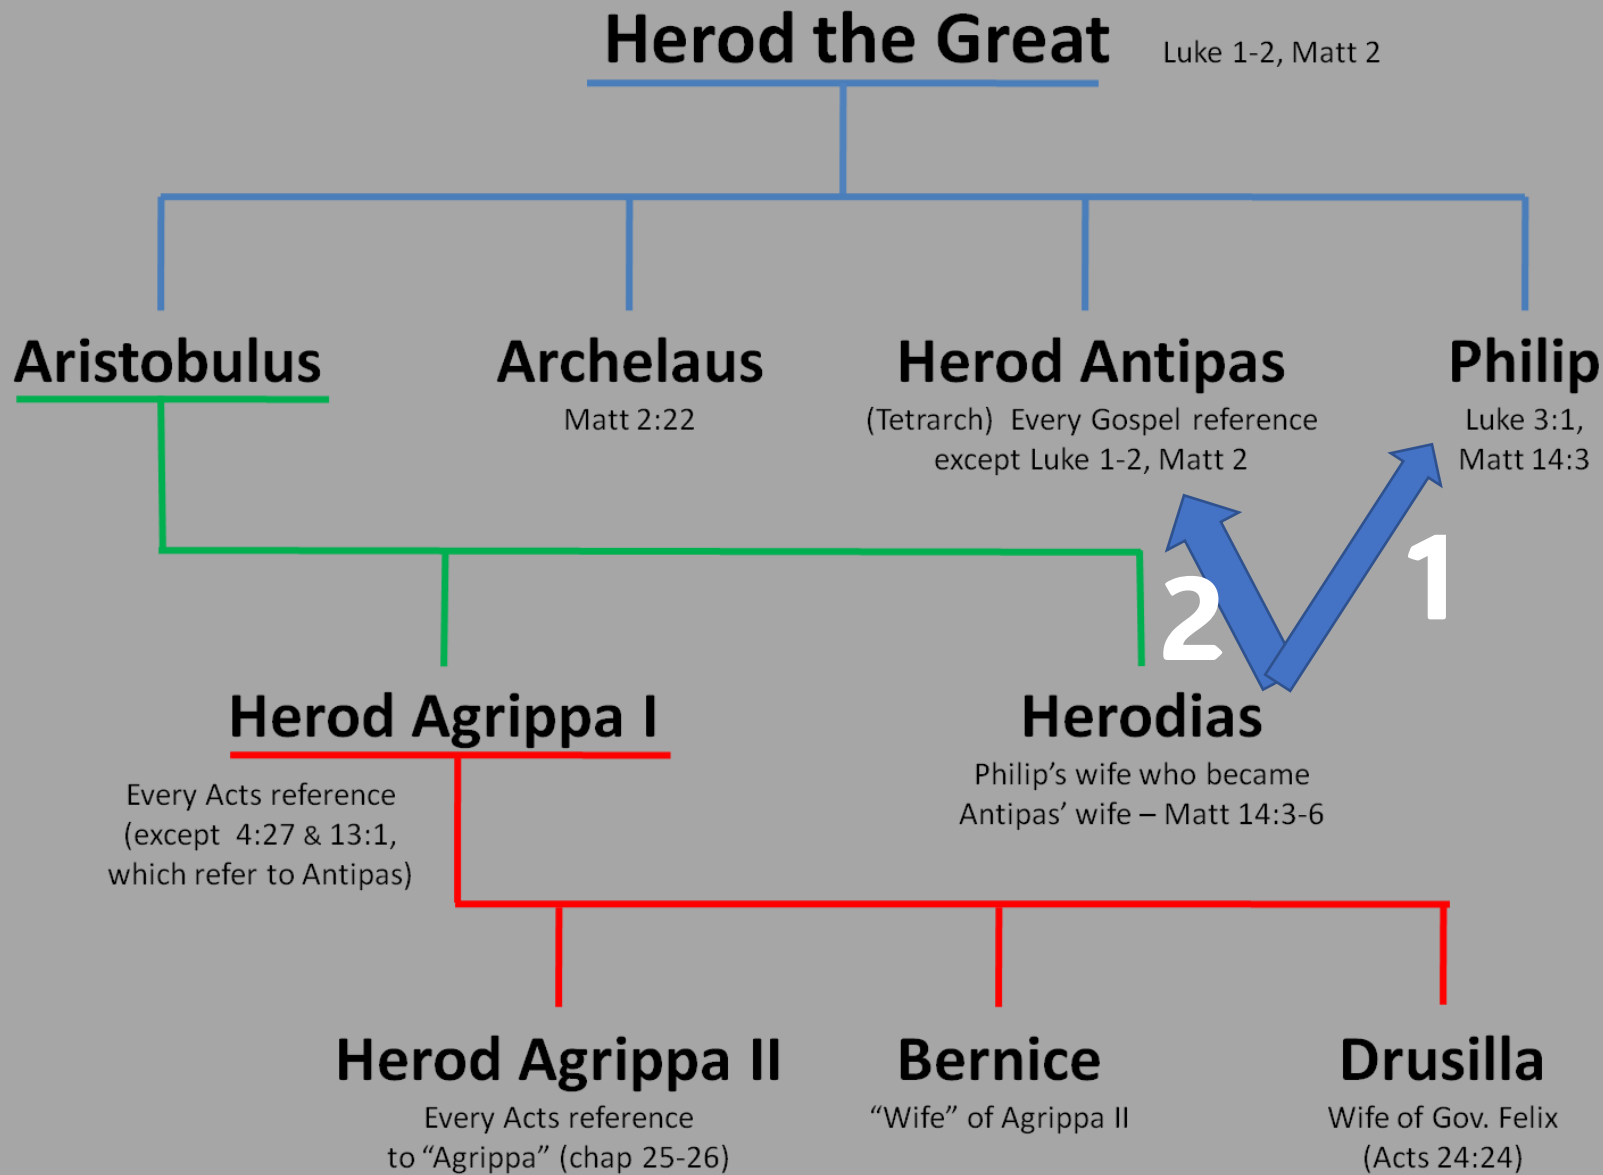 Herod the Great
Luke 1-2, Matt 2
Aristobulus
Archelaus
Matt 2:22
Herod Antipas
(Tetrarch) Every Gospel reference
except Luke 1-2, Matt 2
Philip
Luke 3:1,
Matt 14:3
1
2
Herod Agrippa I
Every Acts reference
(except 4:27 & 13:1,
which refer to Antipas)
Herodias
Philip’s wife who became
Antipas’ wife – Matt 14:3-6
Herod Agrippa II
Every Acts reference
to “Agrippa” (chap 25-26)
Bernice
“Wife” of Agrippa II
Drusilla
Wife of Gov. Felix
(Acts 24:24)